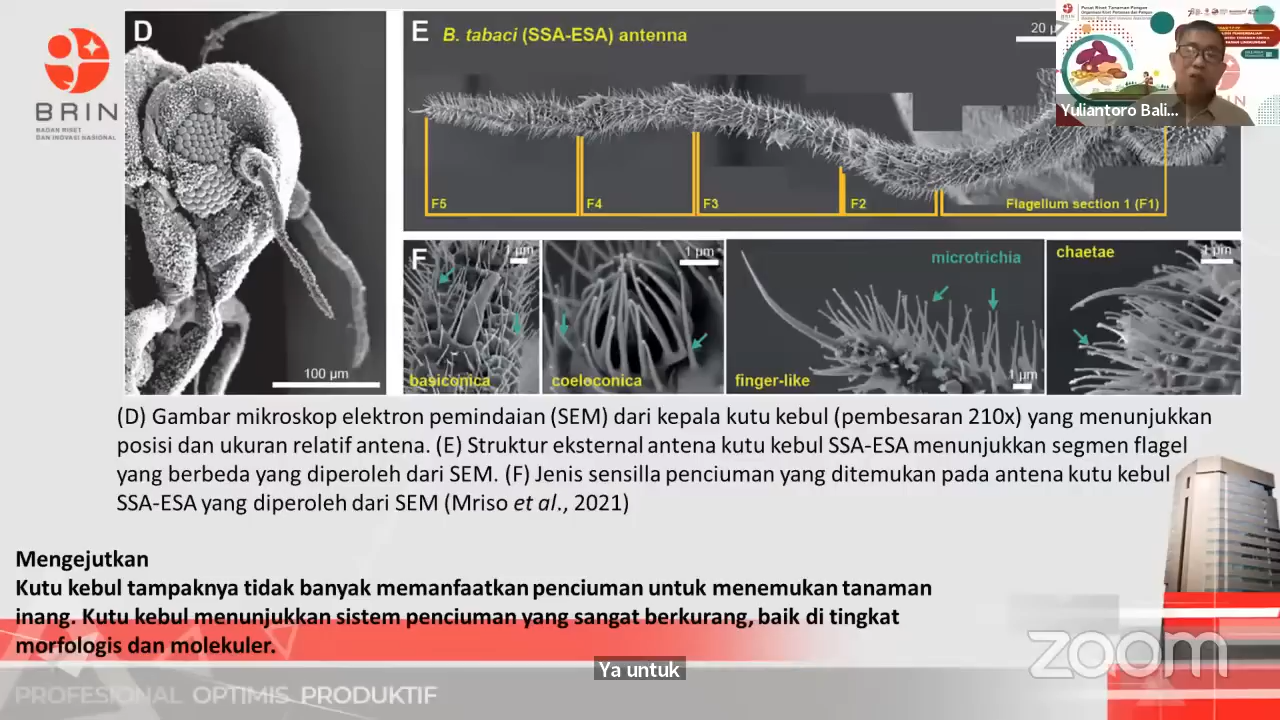 BRIN
BADAN RISET
DAN INOVASI NASIONAL
D
100 µm
E
B. tabaci (SSA-ESA) antenna
20
F5
F4
F3
F2
Flagellum section 1 (F1)
F
1 µm
basiconica
1 µm
coeloconica
microtrichia
finger-like
1 µm
chaetae
1 µm
Pusat Riset Tanaman Pangan
RIN
Yuliantoro Bali...
(D) Gambar mikroskop elektron pemindaian (SEM) dari kepala kutu kebul (pembesaran 210x) yang menunjukkan
posisi dan ukuran relatif antena. (E) Struktur eksternal antena kutu kebul SSA-ESA menunjukkan segmen flagel
yang berbeda yang diperoleh dari SEM. (F) Jenis sensilla penciuman yang ditemukan pada antena kutu kebul
SSA-ESA yang diperoleh dari SEM (Mriso et al., 2021)
Mengejutkan
Kutu kebul tampaknya tidak banyak memanfaatkan penciuman untuk menemukan tanaman
inang. Kutu kebul menunjukkan sistem penciuman yang sangat berkurang, baik di tingkat
morfologis dan molekuler.
Ya untuk
zoom
PROFESIONAL OPTIMIS PRODUKTIF